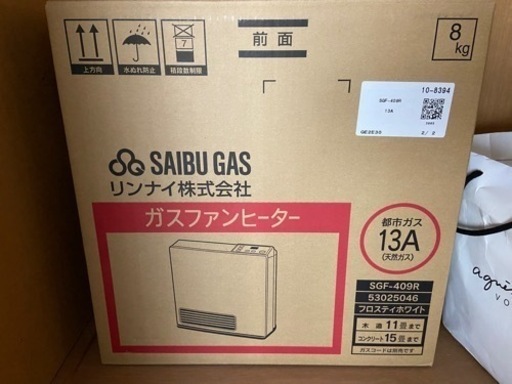 上方向
水ぬれ防止
7
積段数制限
前面
8
kg
10-8394
SGF-409R
13A
2/ 2
SAIBU GAS
リンナイ株式会社
ガスファンヒーター
都市ガス
13A
(天然ガス)
SGF-409R
53025046
フロスティホワイト
木造 11畳まで
コンクリート 15畳まで
ガスコードは別売です
agnès
VO